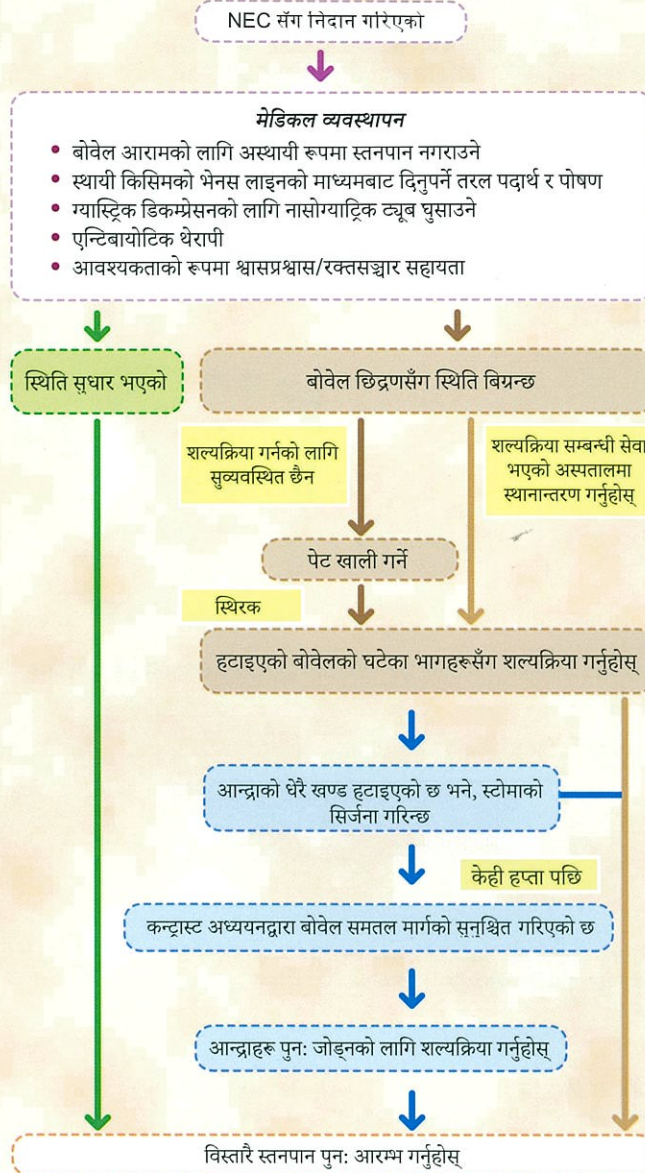 NEC सँग निदान गरिएको
मेडिकल व्यवस्थापन
• बोवेल आरामको लागि अस्थायी रूपमा स्तनपान नगराउने
• स्थायी किसिमको भेनस लाइनको माध्यमबाट दिनुपर्ने तरल पदार्थ र पोषण
• ग्यास्ट्रिक डिकम्प्रेसनको लागि नासोग्याट्रिक ट्यूब घुसाउने
• एन्टिबायोटिक थेरापी
• आवश्यकताको रूपमा श्वासप्रश्वास/रक्तसञ्चार सहायता
स्थिति सुधार भएको
बोवेल छिद्रणसँग स्थिति बिग्रन्छ
शल्यक्रिया गर्नको लागि
सुव्यवस्थित छैन
शल्यक्रिया सम्बन्धी सेवा
भएको अस्पतालमा
स्थानान्तरण गर्नुहोस्
पेट खाली गर्ने
स्थिरक
हटाइएको बोवेलको घटेका भागहरूसँग शल्यक्रिया गर्नुहोस्
आन्द्राको धेरै खण्ड हटाइएको छ भने, स्टोमाको
सिर्जना गरिन्छ
केही हप्ता पछि
कन्ट्रास्ट अध्ययनद्वारा बोवेल समतल मार्गको सुनुश्चित गरिएको छ
आन्द्राहरू पुन: जोड्नको लागि शल्यक्रिया गर्नुहोस्
विस्तारै स्तनपान पुन: आरम्भ गर्नुहोस्